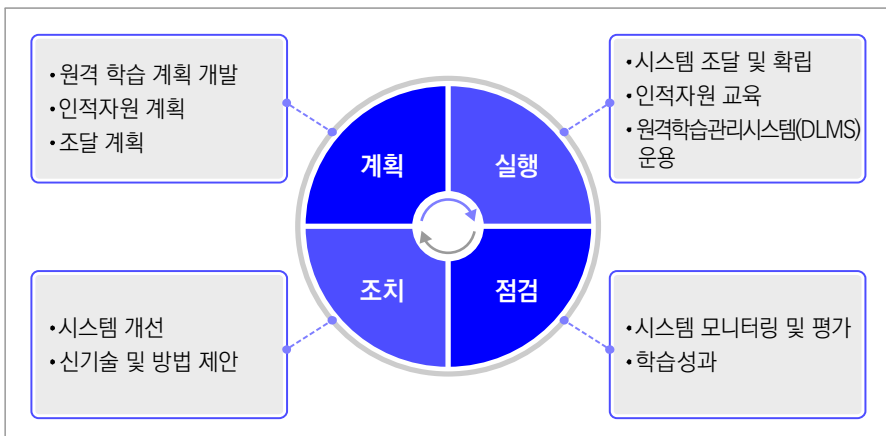 •원격 학습 계획 개발
•인적자원 계획
•조달 계획
•시스템 조달 및 확립
•인적자원 교육
•원격학습관리시스템(DLMS)
운용
계획
실행
조치
점검
•시스템 개선
•신기술 및 방법 제안
•시스템 모니터링 및 평가
•학습성과